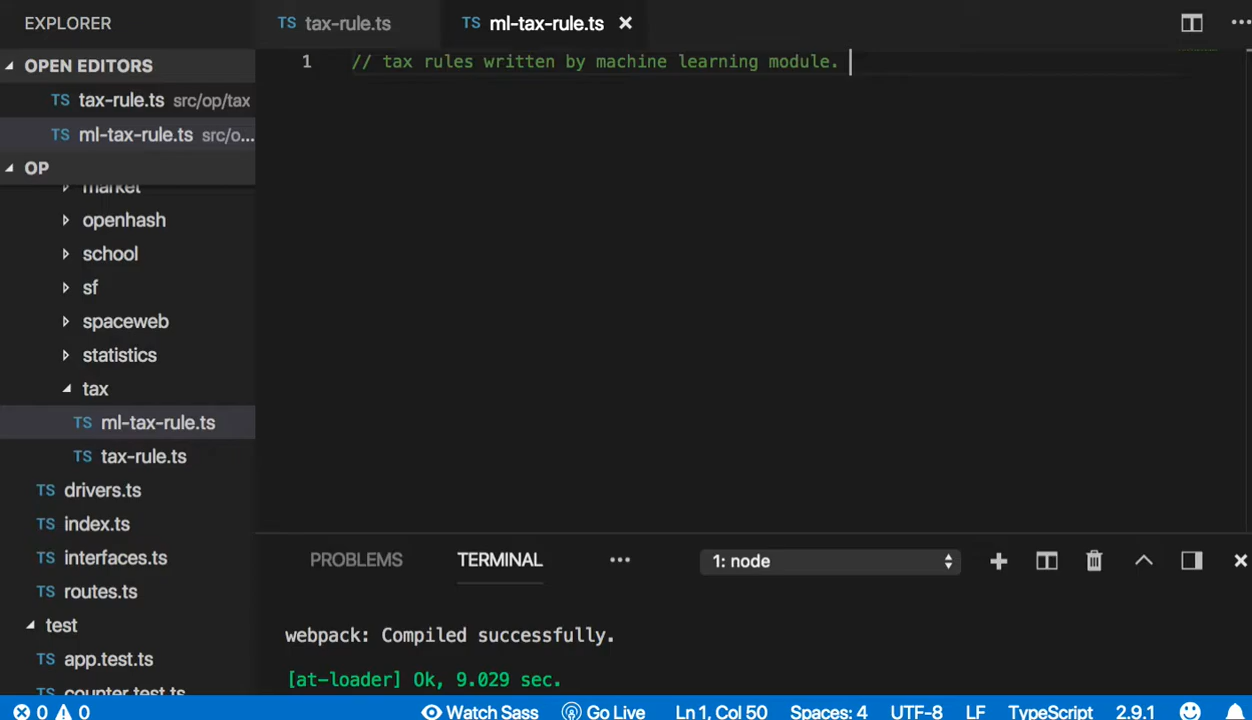 EXPLORER
TS tax-rule.ts
TS ml-tax-rule.ts ×
OPEN EDITORS
1 // tax rules written by machine learning module.
TS tax-rule.ts src/op/tax
TS ml-tax-rule.ts src/o...
OP
market
openhash
school
sf
spaceweb
statistics
tax
TS ml-tax-rule.ts
TS tax-rule.ts
TS drivers.ts
TS index.ts
TS interfaces.ts
TS routes.ts
test
TS app.test.ts
TS counter.test.ts
PROBLEMS TERMINAL ... 1: node
webpack: Compiled successfully.
[at-loader] Ok, 9.029 sec.
0 0 Watch Sass Go Live Ln 1, Col 50 Spaces: 4 UTF-8 LF TypeScript 2.9.1